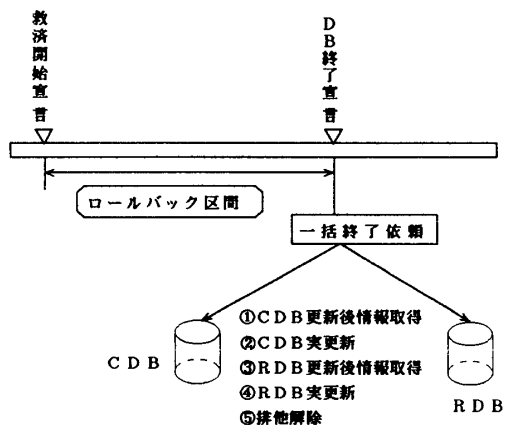 救済開始宣言
DB終了宣言
ロールバック区間
一括終了依頼
①CDB更新後情報取得
②CDB実更新
③RDB更新後情報取得
④RDB実更新
⑤排他解除
CDB
RDB